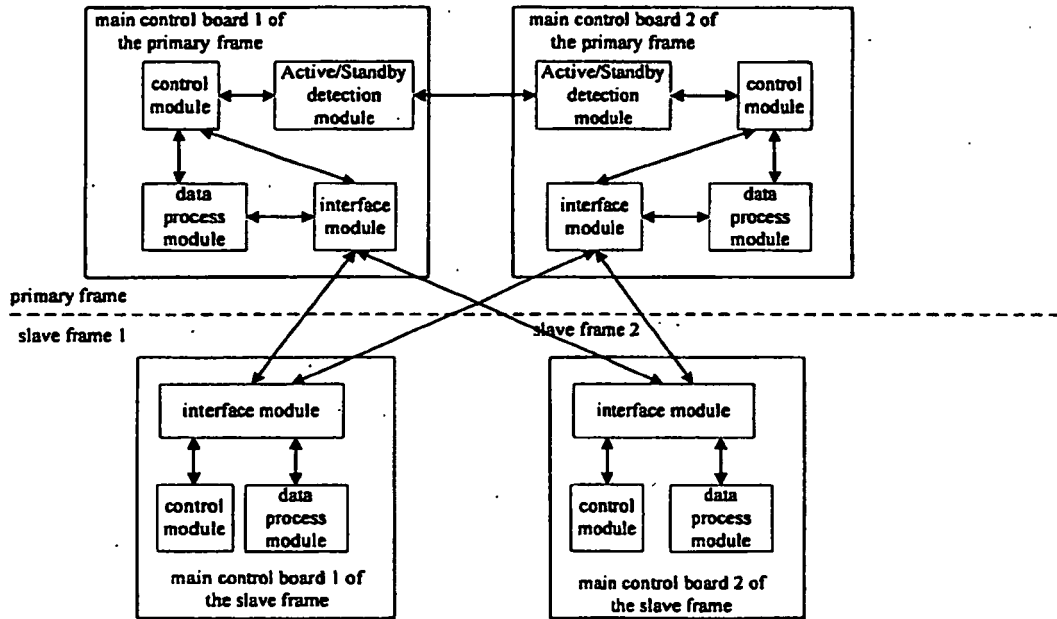 main control board 1 of
the primary frame
control
module
Active/Standby
detection
module
data
process
module
interface
module
main control board 2 of
the primary frame
Active/Standby
detection
module
control
module
interface
module
data
process
module
primary frame
slave frame 1
slave frame 2
interface module
control
module
data
process
module
main control board 1 of
the slave frame
interface module
control
module
data
process
module
main control board 2 of
the slave frame